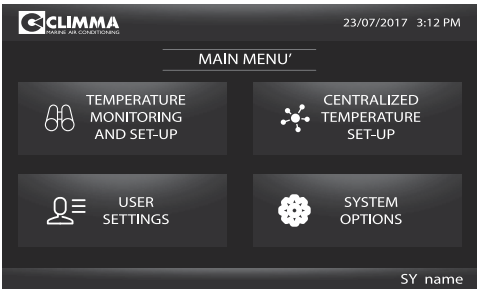 CLIMMA
MARINE AIR CONDITIONING
23/07/2017 3:12 PM
MAIN MENU'
TEMPERATURE
MONITORING
AND SET-UP
CENTRALIZED
TEMPERATURE
SET-UP
USER
SETTINGS
SYSTEM
OPTIONS
SY name